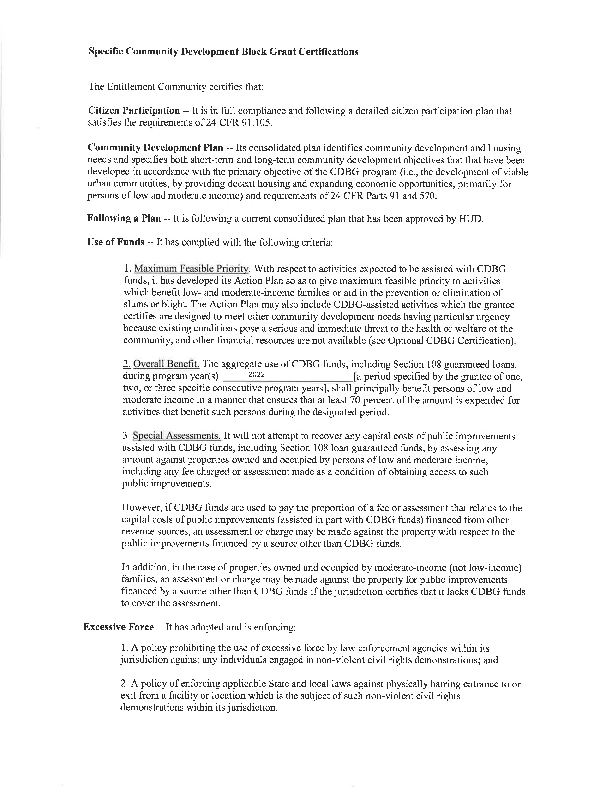 Specific Community Development Block Grant Certifications
The Entitlement Community certifies that:
Citizen Participation -- It is in full compliance and following a detailed citizen participation plan that
satisfies the requirements of 24 CFR 91.105.
Community Development Plan -- Its consolidated plan identifies community development and housing
needs and specifies both short-term and long-term community development objectives that that have been
developed in accordance with the primary objective of the CDBG program (i.e., the development of viable
urban communities, by providing decent housing and expanding economic opportunities, primarily for
persons of low and moderate income) and requirements of 24 CFR Parts 91 and 570.
Following a Plan -- It is following a current consolidated plan that has been approved by HUD.
Use of Funds -- It has complied with the following criteria:
1. Maximum Feasible Priority. With respect to activities expected to be assisted with CDBG
funds, it has developed its Action Plan so as to give maximum feasible priority to activities
which benefit low- and moderate-income families or aid in the prevention or elimination of
slums or blight. The Action Plan may also include CDBG-assisted activities which the grantee
certifies are designed to meet other community development needs having particular urgency
because existing conditions pose a serious and immediate threat to the health or welfare of the
community, and other financial resources are not available (see Optional CDBG Certification).
2. Overall Benefit. The aggregate use of CDBG funds, including Section 108 guaranteed loans,
during program year(s) 2022 [a period specified by the grantee of one,
two, or three specific consecutive program years], shall principally benefit persons of low and
moderate income in a manner that ensures that at least 70 percent of the amount is expended for
activities that benefit such persons during the designated period.
3. Special Assessments. It will not attempt to recover any capital costs of public improvements
assisted with CDBG funds, including Section 108 loan guaranteed funds, by assessing any
amount against properties owned and occupied by persons of low and moderate income,
including any fee charged or assessment made as a condition of obtaining access to such
public improvements.
However, if CDBG funds are used to pay the proportion of a fee or assessment that relates to the
capital costs of public improvements (assisted in part with CDBG funds) financed from other
revenue sources, an assessment or charge may be made against the property with respect to the
public improvements financed by a source other than CDBG funds.
In addition, in the case of properties owned and occupied by moderate-income (not low-income)
families, an assessment or charge may be made against the property for public improvements
financed by a source other than CDBG funds if the jurisdiction certifies that it lacks CDBG funds
to cover the assessment.
Excessive Force -- It has adopted and is enforcing:
1. A policy prohibiting the use of excessive force by law enforcement agencies within its
jurisdiction against any individuals engaged in non-violent civil rights demonstrations; and
2. A policy of enforcing applicable State and local laws against physically barring entrance to or
exit from a facility or location which is the subject of such non-violent civil rights
demonstrations within its jurisdiction.